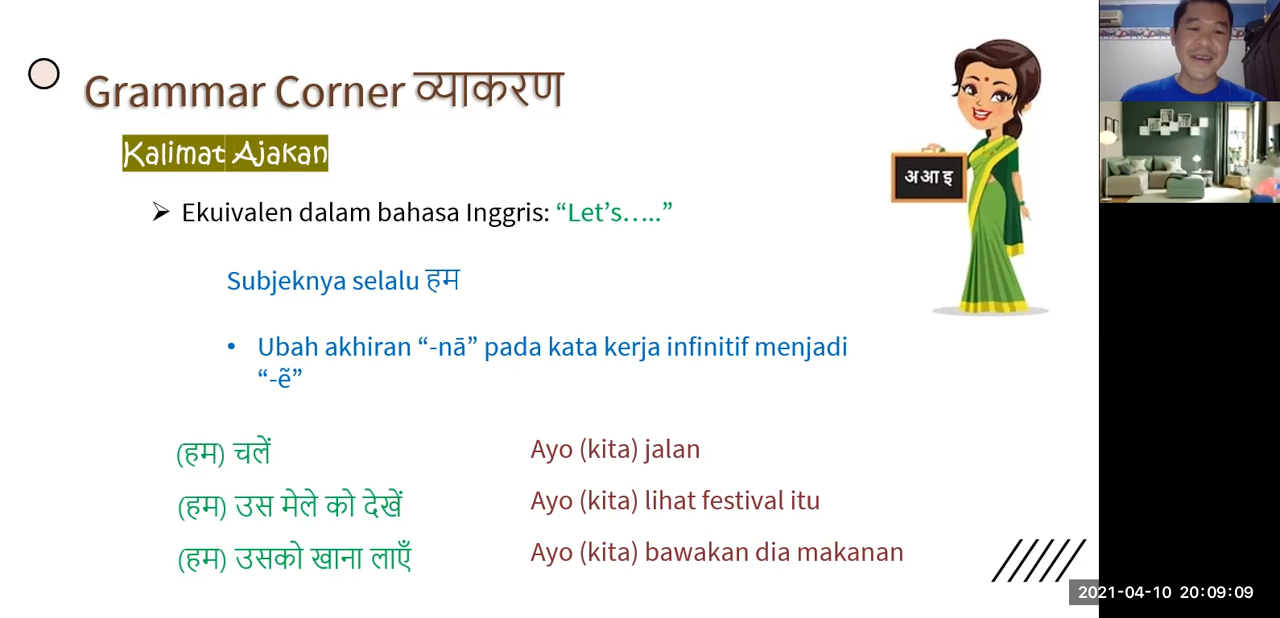 Grammar Corner व्याकरण
Kalimat Ajakan
अ आ इ
➢ Ekuivalen dalam bahasa Inggris: “Let’s…..”
Subjeknya selalu हम
• Ubah akhiran “-nā” pada kata kerja infinitif menjadi
“-ẽ”
(हम) चलें
Ayo (kita) jalan
(हम) उस मेले को देखें
Ayo (kita) lihat festival itu
(हम) उसको खाना लाएँ
Ayo (kita) bawakan dia makanan
2021-04-10 20:09:09